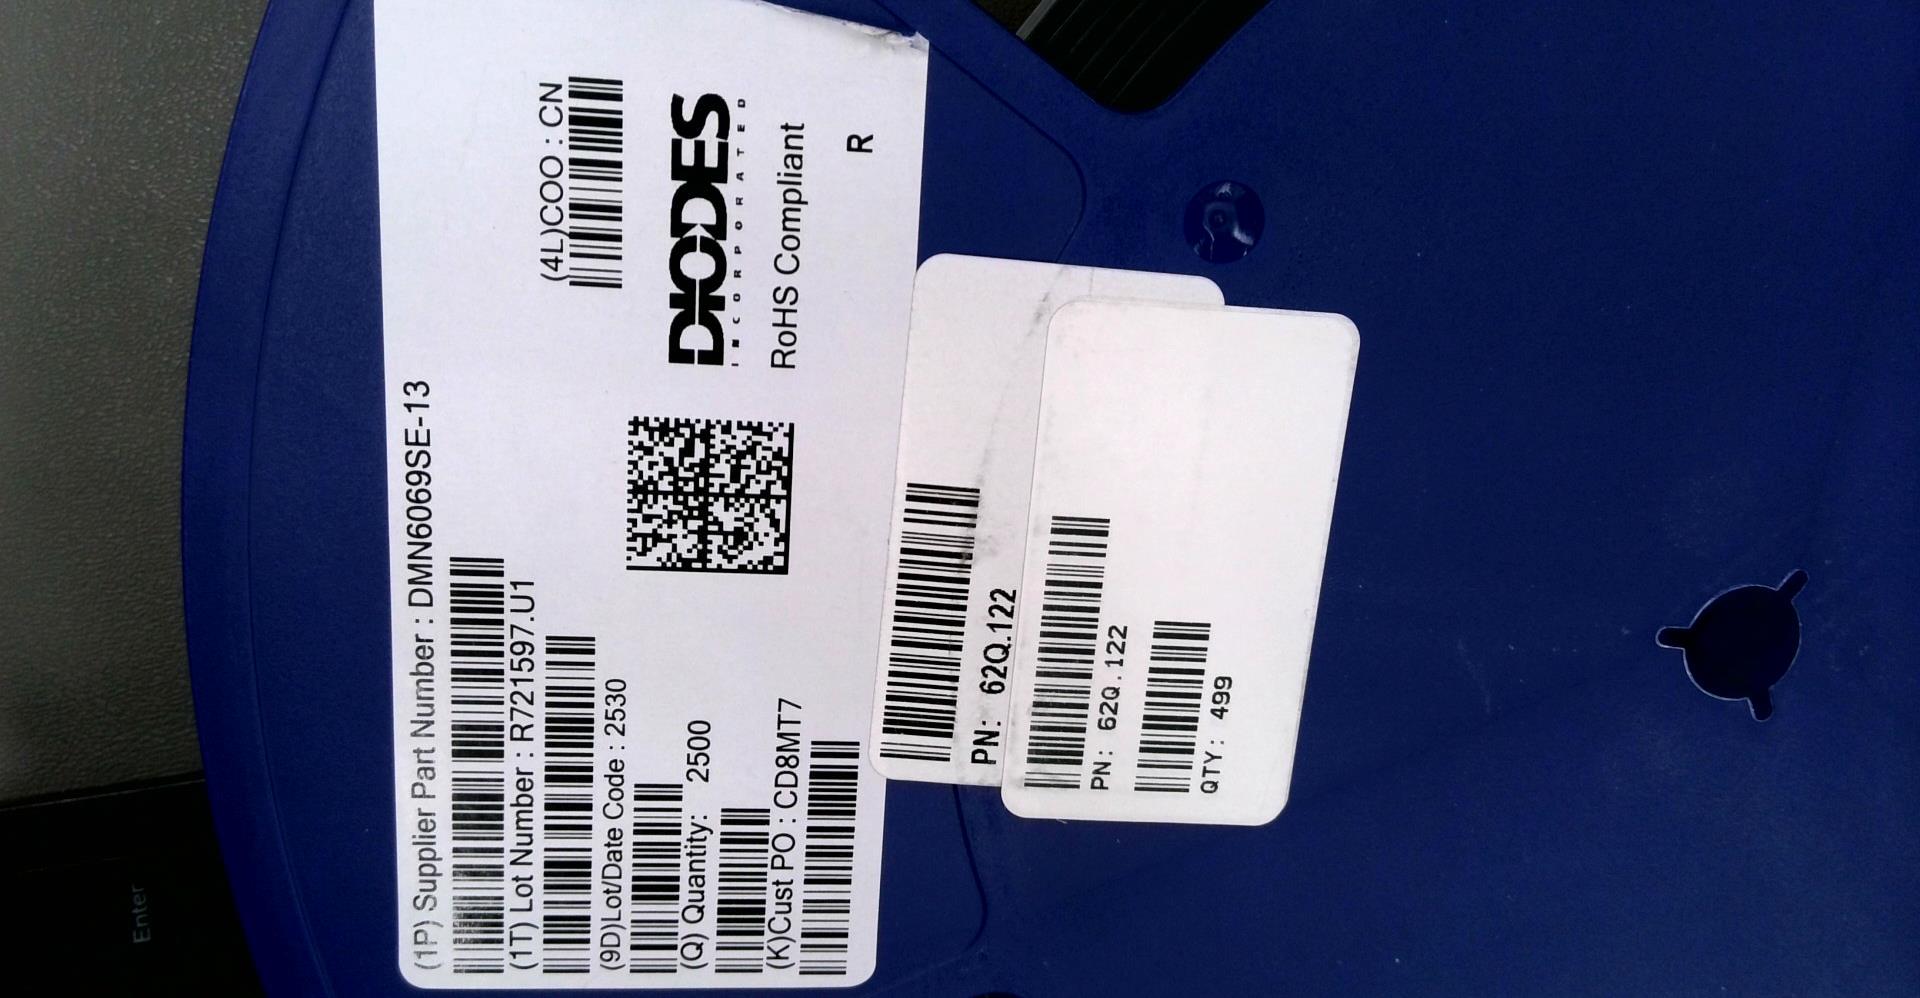 (1P) Supplier Part Number : DMN6069SE-13
(1T) Lot Number : R721597.U1
(4L)COO : CN
(9D)Lot/Date Code : 2530
(Q) Quantity: 2500
(K)Cust PO : CD8MT7
DIODES
INCORPORATED
RoHS Compliant
R
PN: 62Q.122
PN: 62Q.122
QTY: 499
Enter